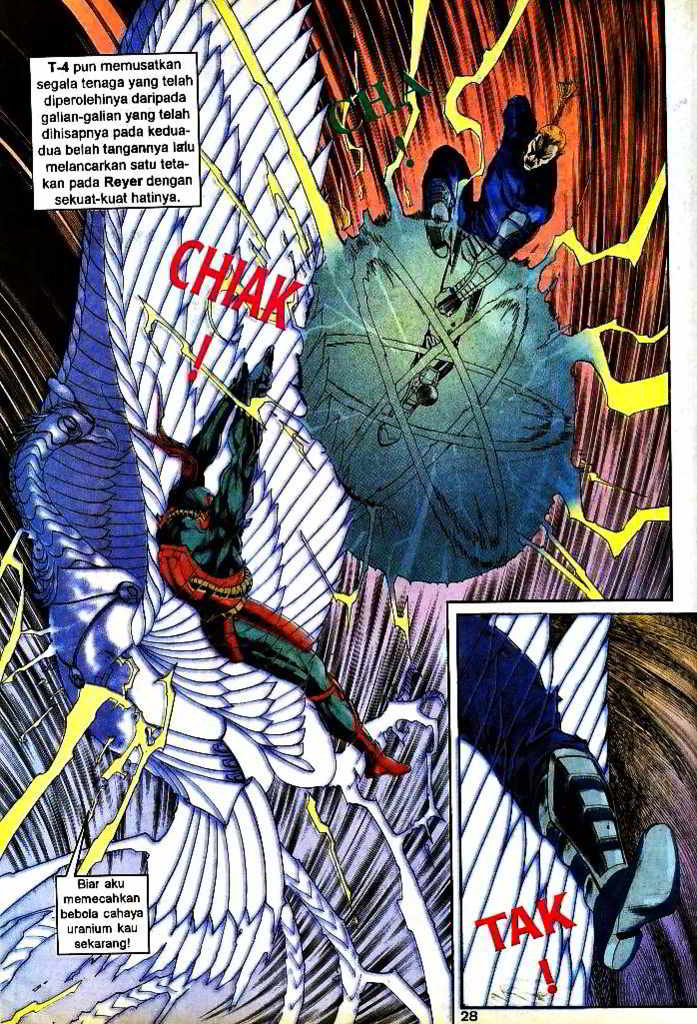 T-4 pun memusatkan
segala tenaga yang telah
diperolehinya daripada
galian-galian yang telah
dihisapnya pada kedua-
dua belah tangannya lalu
melancarkan satu teta-
kan pada Reyer dengan
sekuat-kuat hatinya.
CHA
!
CHIAK
!
Biar aku
memecahkan
bebola cahaya
uranium kau
sekarang!
TAK
!
28